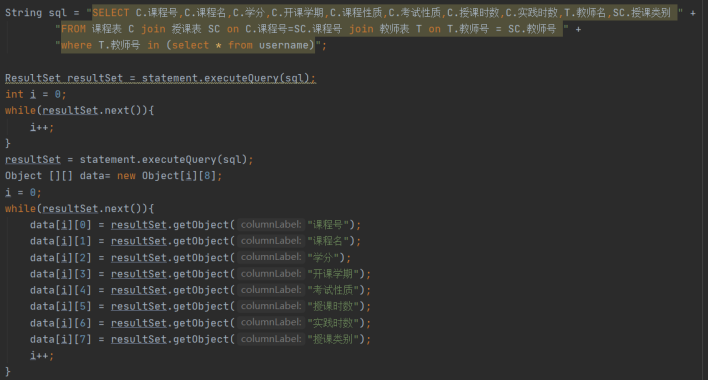 String sql = "SELECT C.课程号,C.课程名,C.学分,C.开课学期,C.课程性质,C.考试性质,C.授课时数,C.实践时数,T.教师名,SC.授课类别 " +
"FROM 课程表 C join 授课表 SC on C.课程号=SC.课程号 join 教师表 T on T.教师号 = SC.教师号 " +
"where T.教师号 in (select * from username)";
ResultSet resultSet = statement.executeQuery(sql);
int i = 0;
while(resultSet.next()){
i++;
}
resultSet = statement.executeQuery(sql);
Object [][] data= new Object[i][8];
i = 0;
while(resultSet.next()){
data[i][0] = resultSet.getObject( columnLabel: "课程号");
data[i][1] = resultSet.getObject( columnLabel: "课程名");
data[i][2] = resultSet.getObject( columnLabel: "学分");
data[i][3] = resultSet.getObject( columnLabel: "开课学期");
data[i][4] = resultSet.getObject( columnLabel: "考试性质");
data[i][5] = resultSet.getObject( columnLabel: "授课时数");
data[i][6] = resultSet.getObject( columnLabel: "实践时数");
data[i][7] = resultSet.getObject( columnLabel: "授课类别");
i++;
}